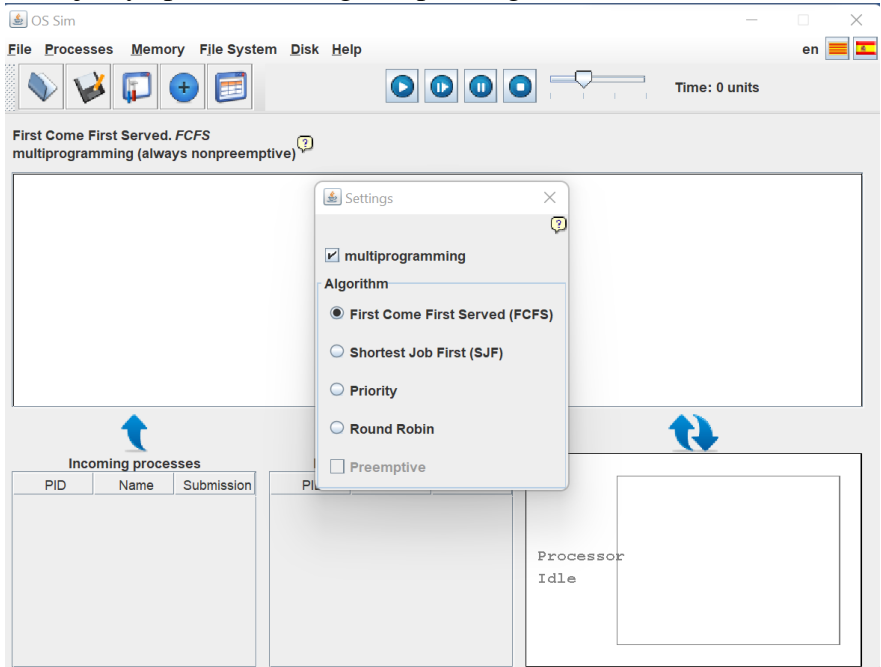 OS Sim
File Processes Memory File System Disk Help
en
Time: 0 units
First Come First Served. FCFS
multiprogramming (always nonpreemptive)
Settings
multiprogramming
Algorithm
First Come First Served (FCFS)
Shortest Job First (SJF)
Priority
Round Robin
Preemptive
Incoming processes
PID Name Submission
Processor
Idle